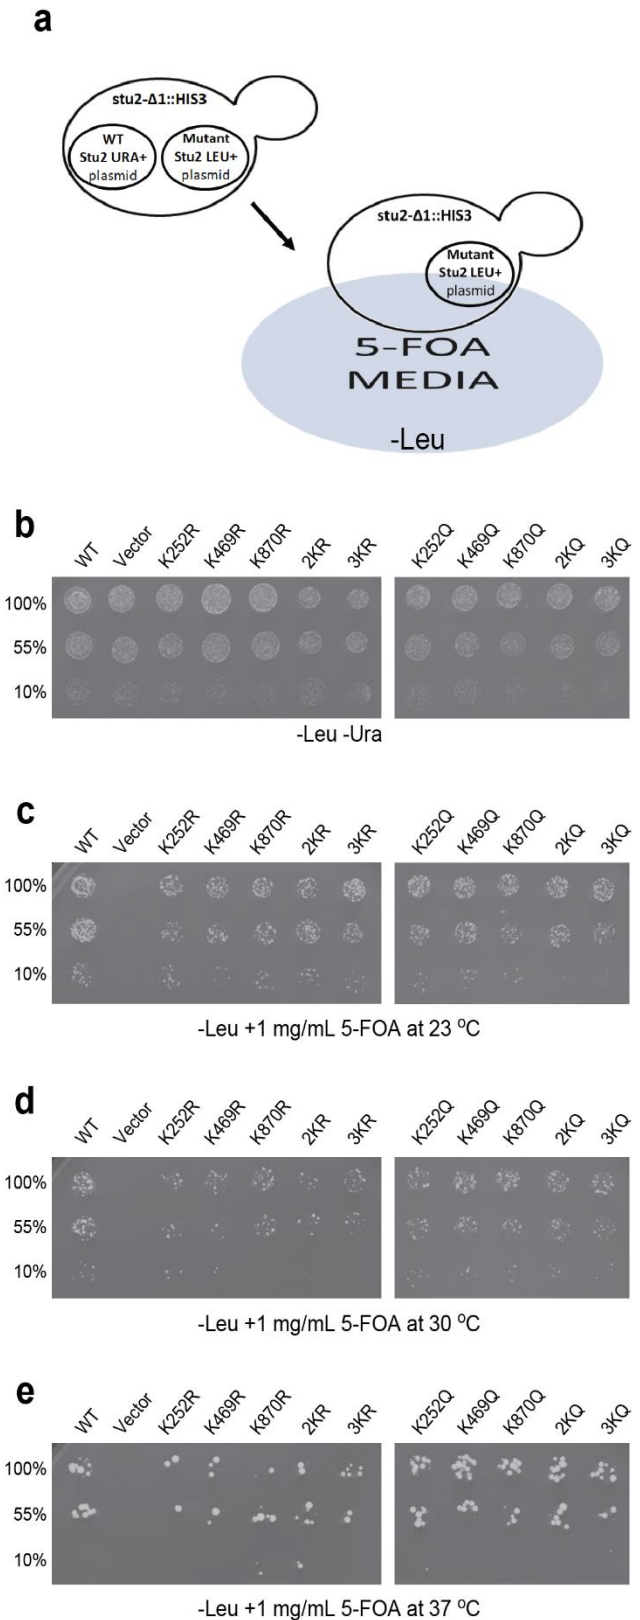 a
stu2-Δ1::HIS3
WT
Stu2 URA+
plasmid
Mutant
Stu2 LEU+
plasmid
stu2-Δ1::HIS3
Mutant
Stu2 LEU+
plasmid
5-FOA
MEDIA
-Leu
b
WT Vector K252R K469R K870R 2KR 3KR K252Q K469Q K870Q 2KQ 3KQ
100%
55%
10%
-Leu -Ura
c
WT Vector K252R K469R K870R 2KR 3KR K252Q K469Q K870Q 2KQ 3KQ
100%
55%
10%
-Leu +1 mg/mL 5-FOA at 23 ºC
d
WT Vector K252R K469R K870R 2KR 3KR K252Q K469Q K870Q 2KQ 3KQ
100%
55%
10%
-Leu +1 mg/mL 5-FOA at 30 ºC
e
WT Vector K252R K469R K870R 2KR 3KR K252Q K469Q K870Q 2KQ 3KQ
100%
55%
10%
-Leu +1 mg/mL 5-FOA at 37 ºC